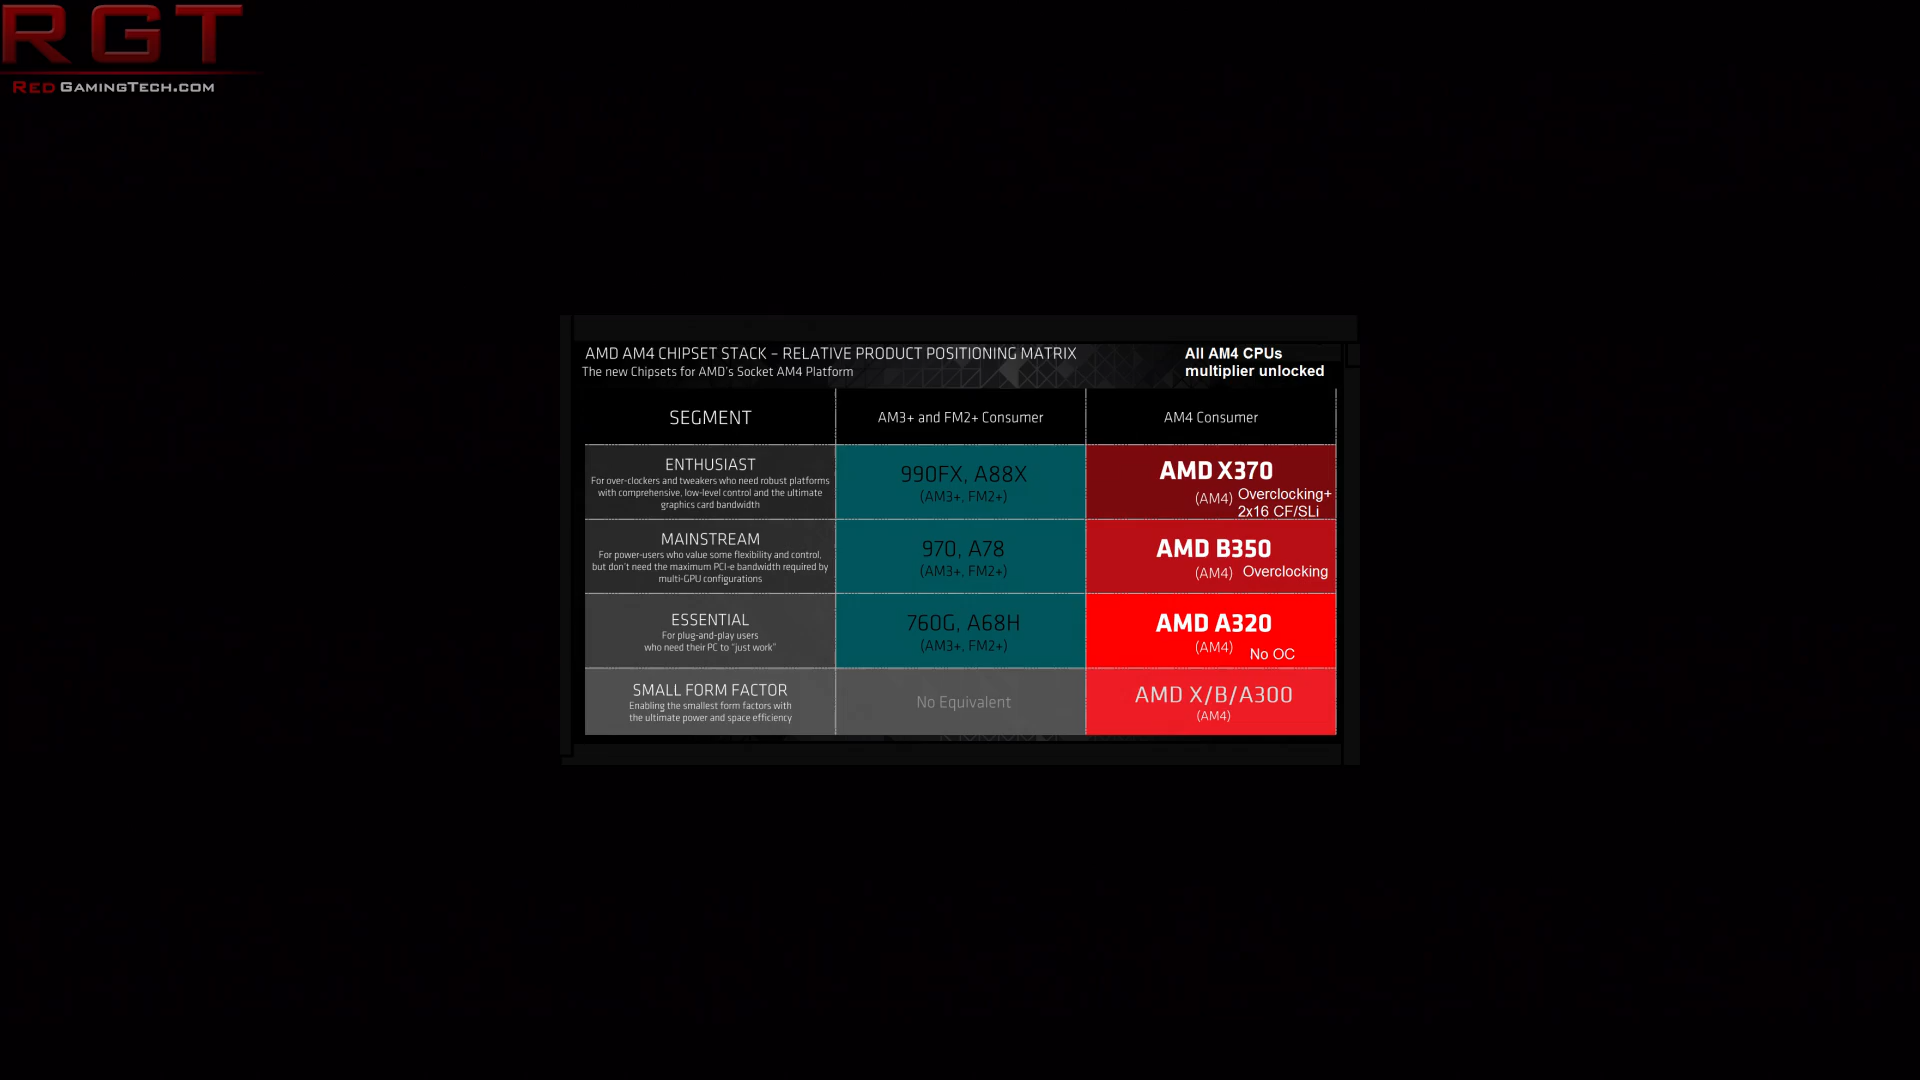 RGT
RED GAMINGTECH.COM
AMD AM4 CHIPSET STACK – RELATIVE PRODUCT POSITIONING MATRIX
The new Chipsets for AMD's Socket AM4 Platform
All AM4 CPUs
multiplier unlocked
SEGMENT
AM3+ and FM2+ Consumer
AM4 Consumer
ENTHUSIAST
For over-clockers and tweakers who need robust platforms
with comprehensive, low-level control and the ultimate
graphics card bandwidth
990FX, A88X
(AM3+, FM2+)
AMD X370
(AM4) Overclocking+
2x16 CF/SLi
MAINSTREAM
For power-users who value some flexibility and control,
but don't need the maximum PCI-e bandwidth required by
multi-GPU configurations
970, A78
(AM3+, FM2+)
AMD B350
(AM4) Overclocking
ESSENTIAL
For plug-and-play users
who need their PC to "just work"
760G, A68H
(AM3+, FM2+)
AMD A320
(AM4) No OC
SMALL FORM FACTOR
Enabling the smallest form factors with
the ultimate power and space efficiency
No Equivalent
AMD X/B/A300
(AM4)